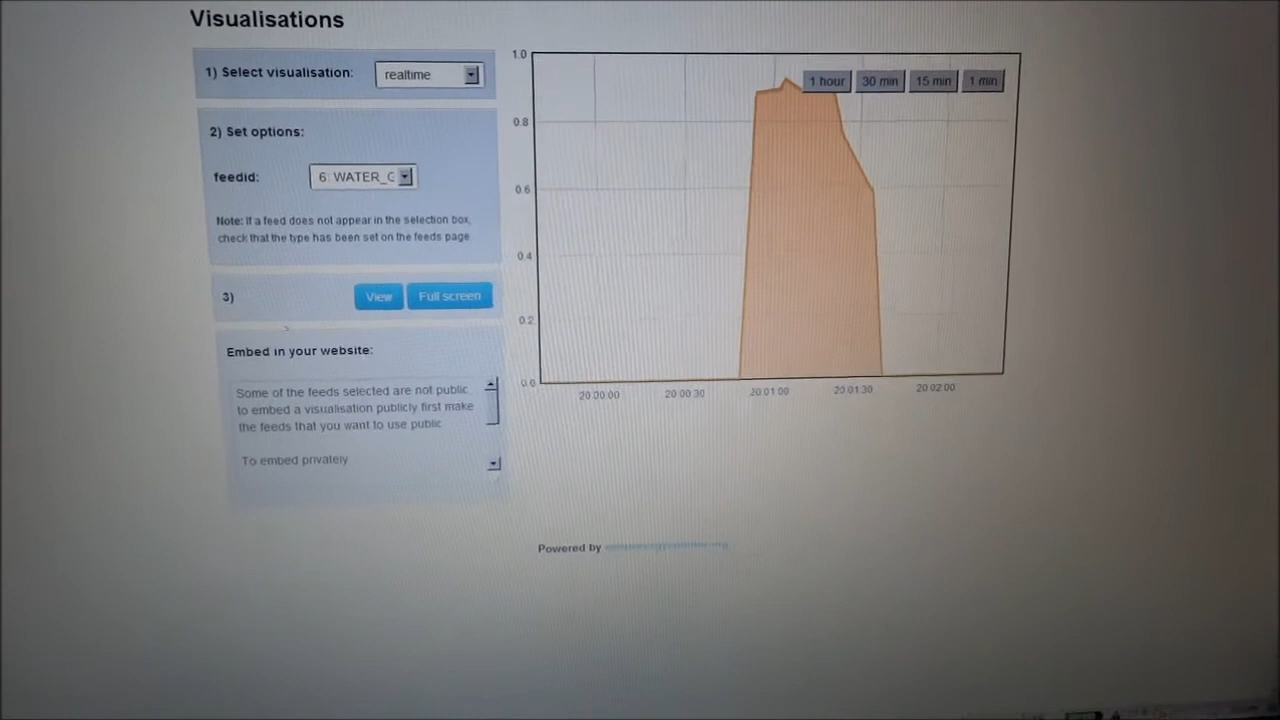 Visualisations
1) Select visualisation:
realtime
2) Set options:
feedid:
6: WATER_C
Note: If a feed does not appear in the selection box,
check that the type has been set on the feeds page.
3)
View
Full screen
Embed in your website:
Some of the feeds selected are not public
to embed a visualisation publicly first make
the feeds that you want to use public
To embed privately
1.0
0.8
0.6
0.4
0.2
0.0
1 hour
30 min
15 min
1 min
20:00:00
20:00:30
20:01:00
20:01:30
20:02:00
Powered by